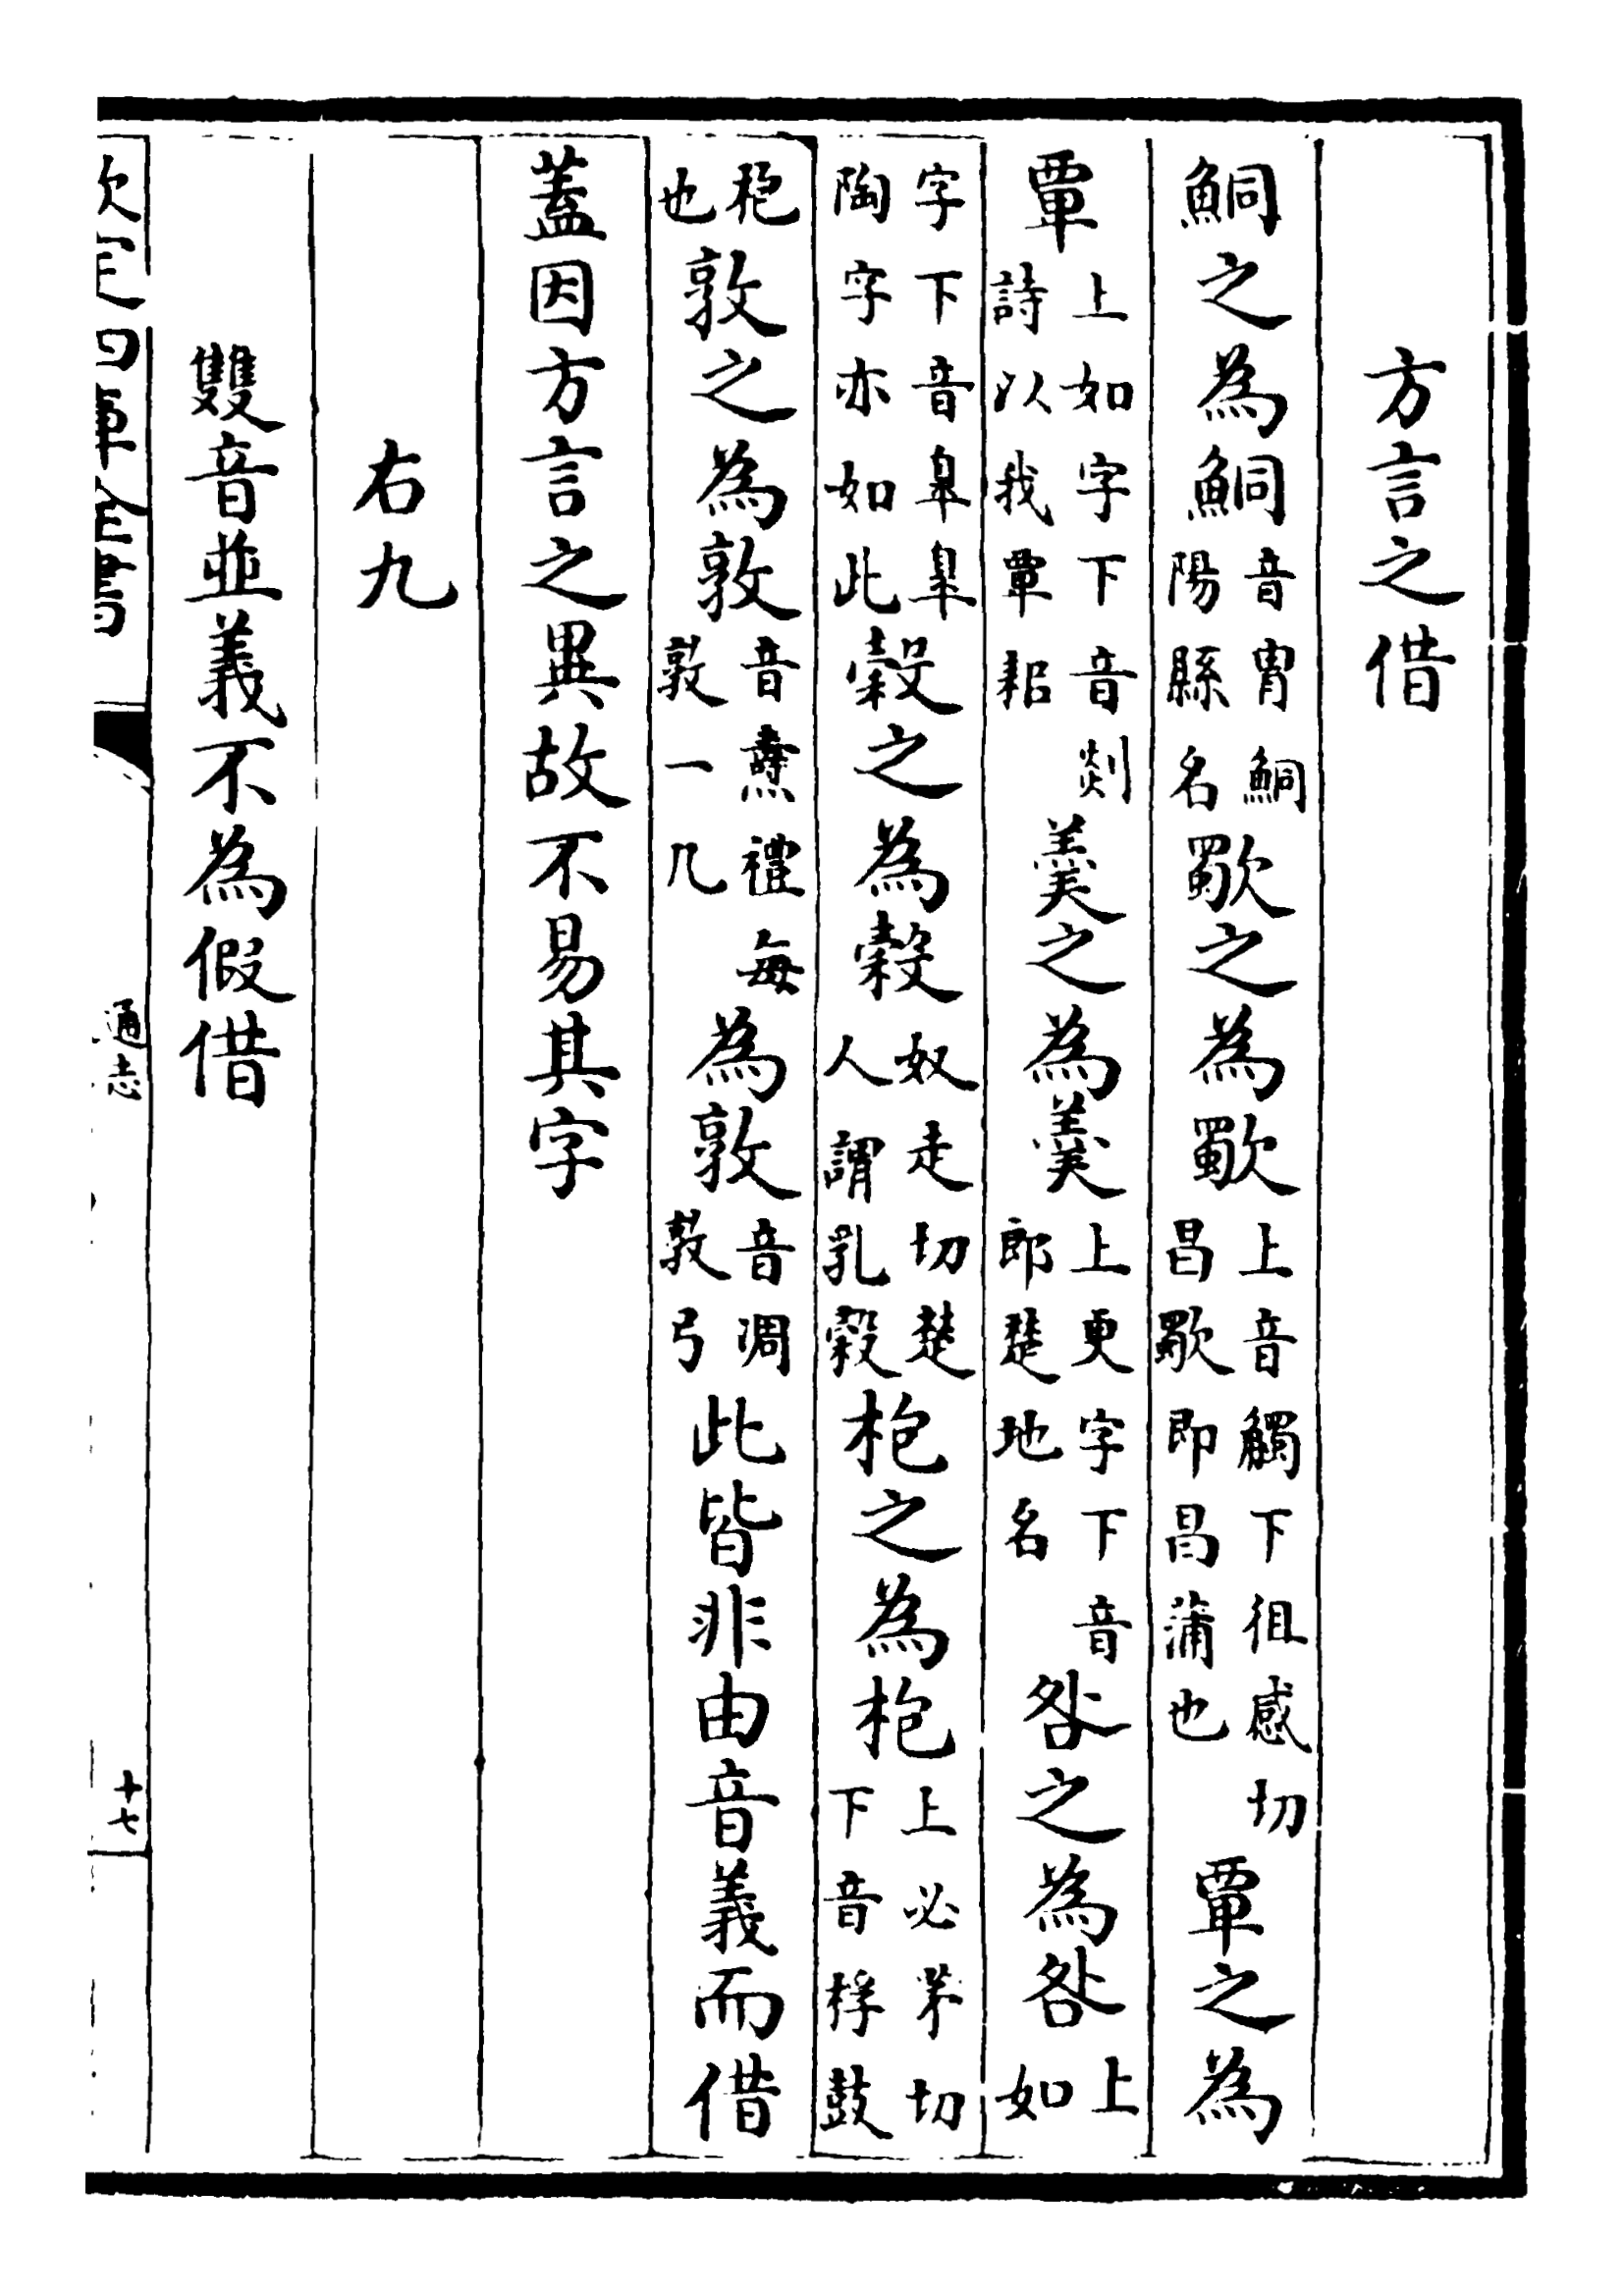 方言之借
鮦之為鮦音胄鮦陽縣名歜之為歜上音觸下徂感切昌歜即昌蒲也覃之為
覃上如字下音剡詩以我覃耜羹之為羹上更字下音郎楚地名咎之為咎上如
字下音臯臯陶字亦如此穀之為穀奴走切楚人謂乳穀枹之為枹上必茅切下音桴鼓
枹也敦之為敦音燾禮每敦一几為敦音凋敦弓此皆非由音義而借
蓋因方言之異故不易其字
右九
雙音並義不為假借
欽定四庫全書
通志
十七